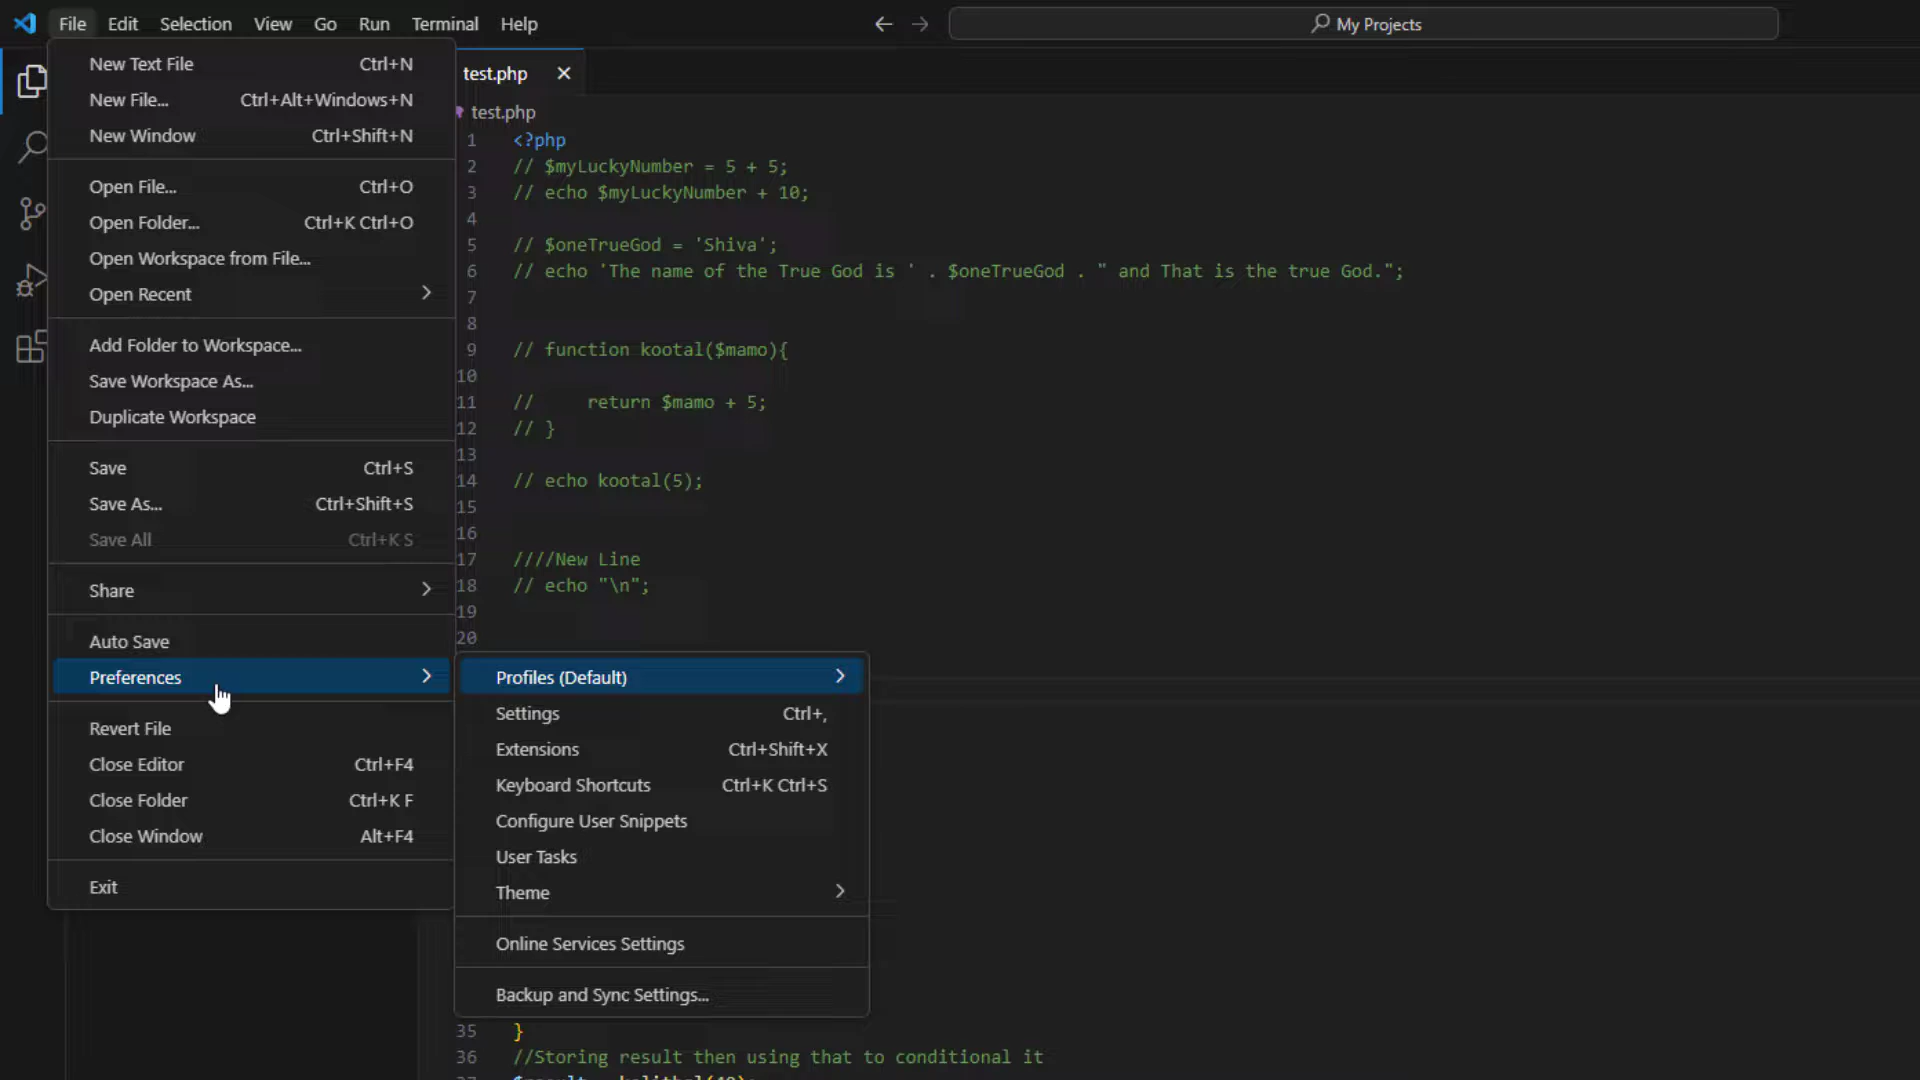 File Edit Selection View Go Run Terminal Help
My Projects
New Text File Ctrl+N
New File... Ctrl+Alt+Windows+N
New Window Ctrl+Shift+N
Open File... Ctrl+O
Open Folder... Ctrl+K Ctrl+O
Open Workspace from File...
Open Recent
Add Folder to Workspace...
Save Workspace As...
Duplicate Workspace
Save Ctrl+S
Save As... Ctrl+Shift+S
Save All Ctrl+K S
Share
Auto Save
Preferences
Revert File
Close Editor Ctrl+F4
Close Folder Ctrl+K F
Close Window Alt+F4
Exit
test.php
test.php
1 <?php
2 // $myLuckyNumber = 5 + 5;
3 // echo $myLuckyNumber + 10;
4
5 // $oneTrueGod = 'Shiva';
6 // echo 'The name of the True God is ' . $oneTrueGod . " and That is the true God.";
7
8
9 // function kootal($mamo){
10
11 // return $mamo + 5;
12 // }
13
14 // echo kootal(5);
15
16
17 ////New Line
18 // echo "\n";
19
20
Profiles (Default)
Settings Ctrl+,
Extensions Ctrl+Shift+X
Keyboard Shortcuts Ctrl+K Ctrl+S
Configure User Snippets
User Tasks
Theme
Online Services Settings
Backup and Sync Settings...
35 }
36 //Storing result then using that to conditional it